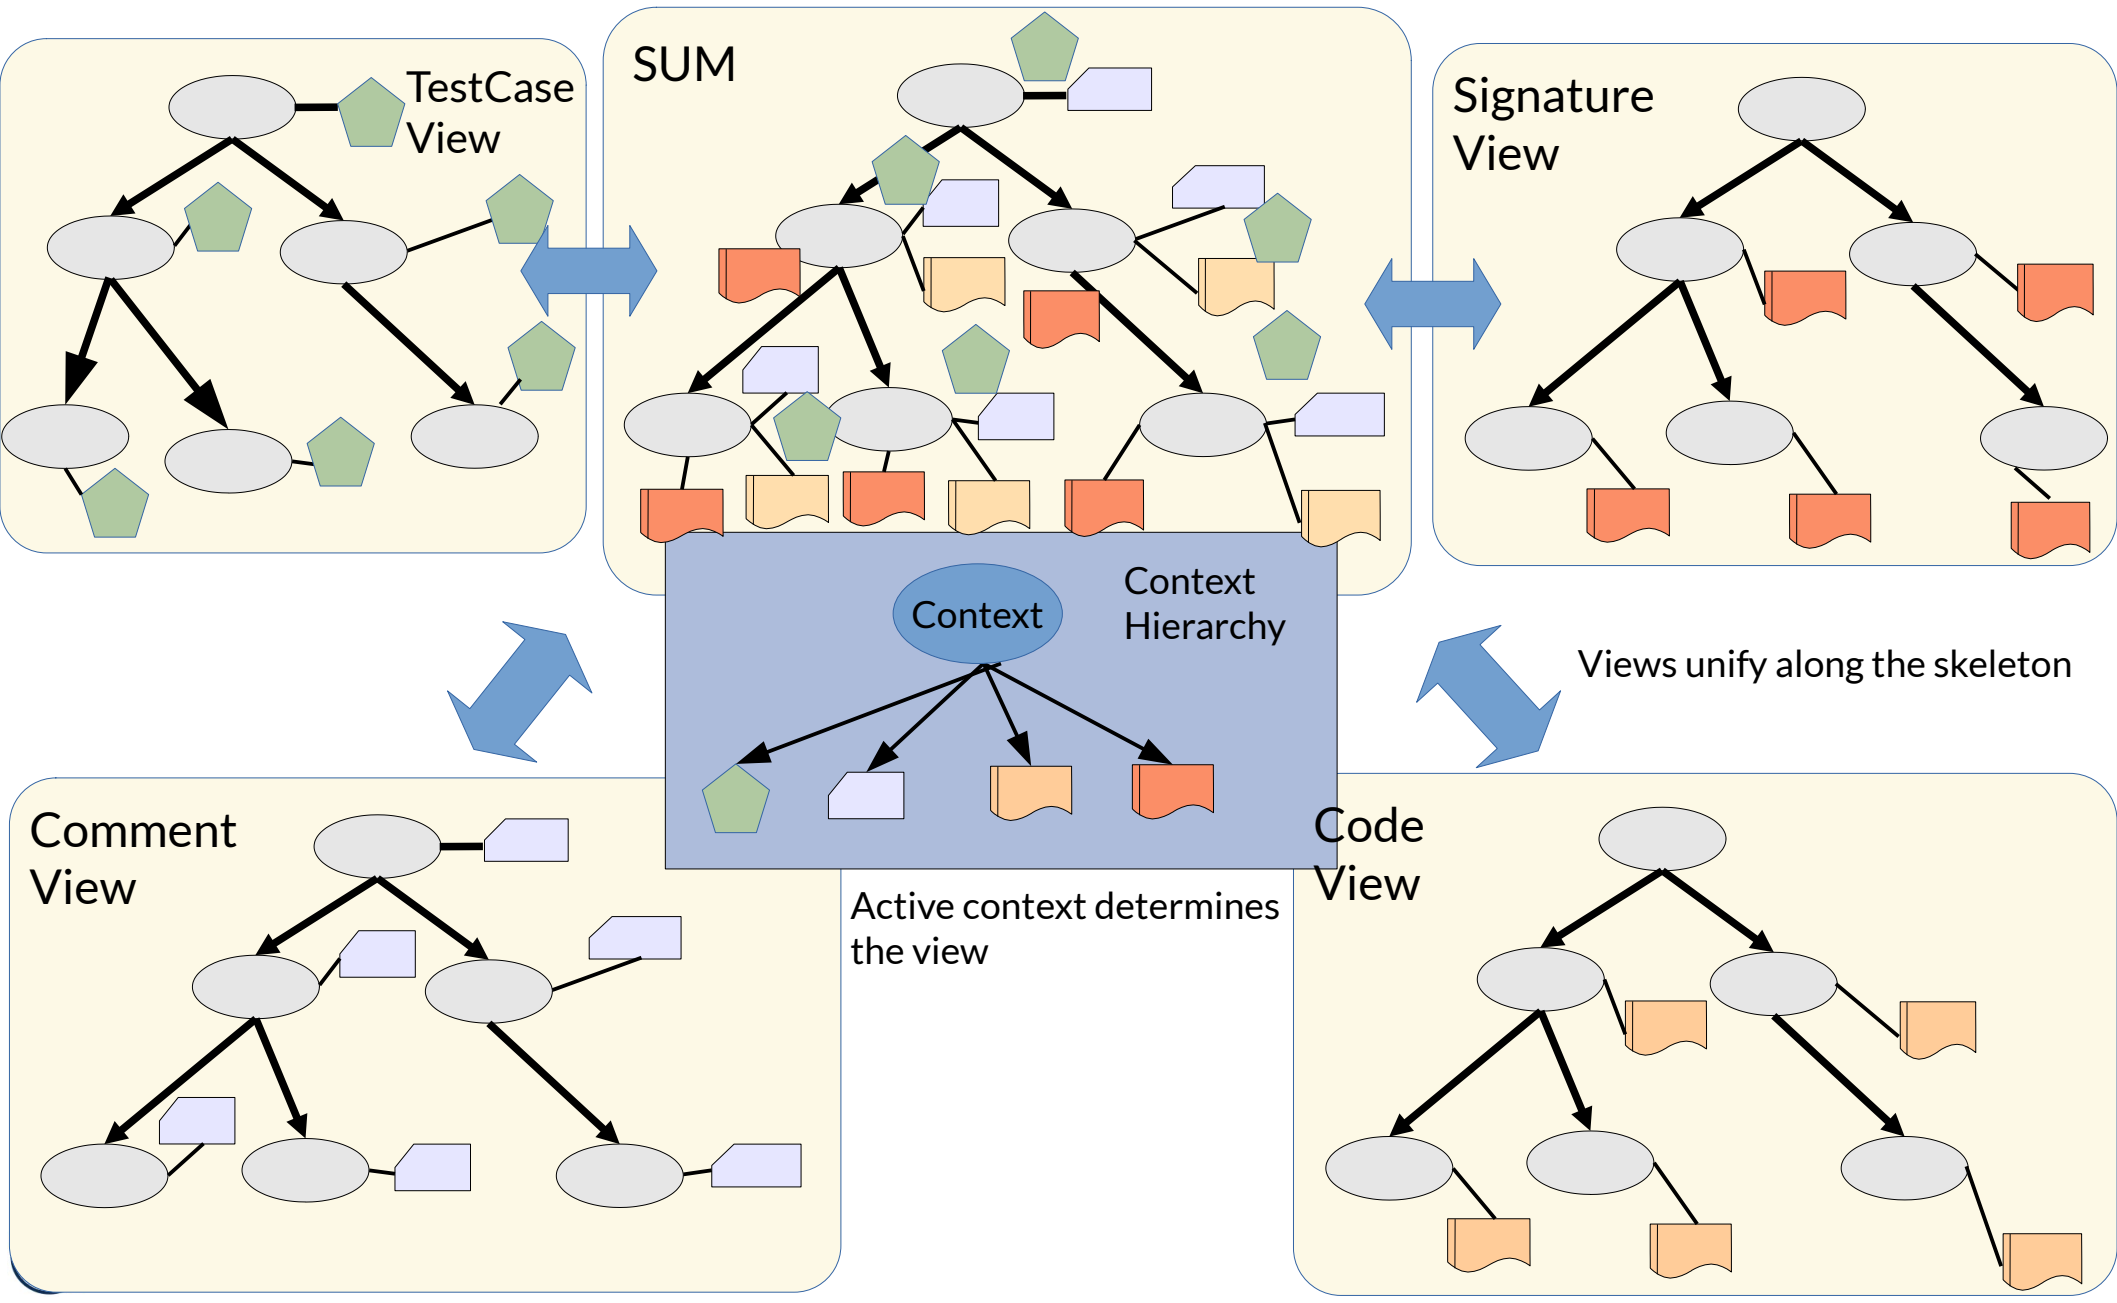 TestCase
View
SUM
Signature
View
Context
Context
Hierarchy
Views unify along the skeleton
Comment
View
Active context determines
the view
Code
View